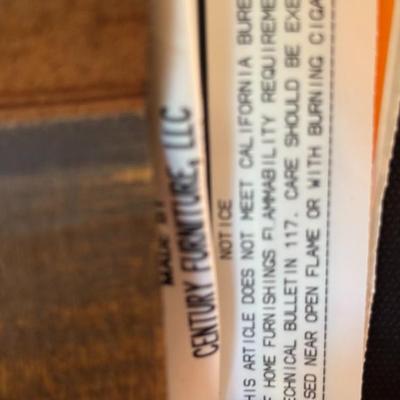 MADE BY
CENTURY FURNITURE, LLC
NOTICE
HIS ARTICLE DOES NOT MEET CALIFORNIA BURE
F HOME FURNISHINGS FLAMMABILITY REQUIREME
ECHNICAL BULLETIN 117. CARE SHOULD BE EXE
SED NEAR OPEN FLAME OR WITH BURNING CIGA